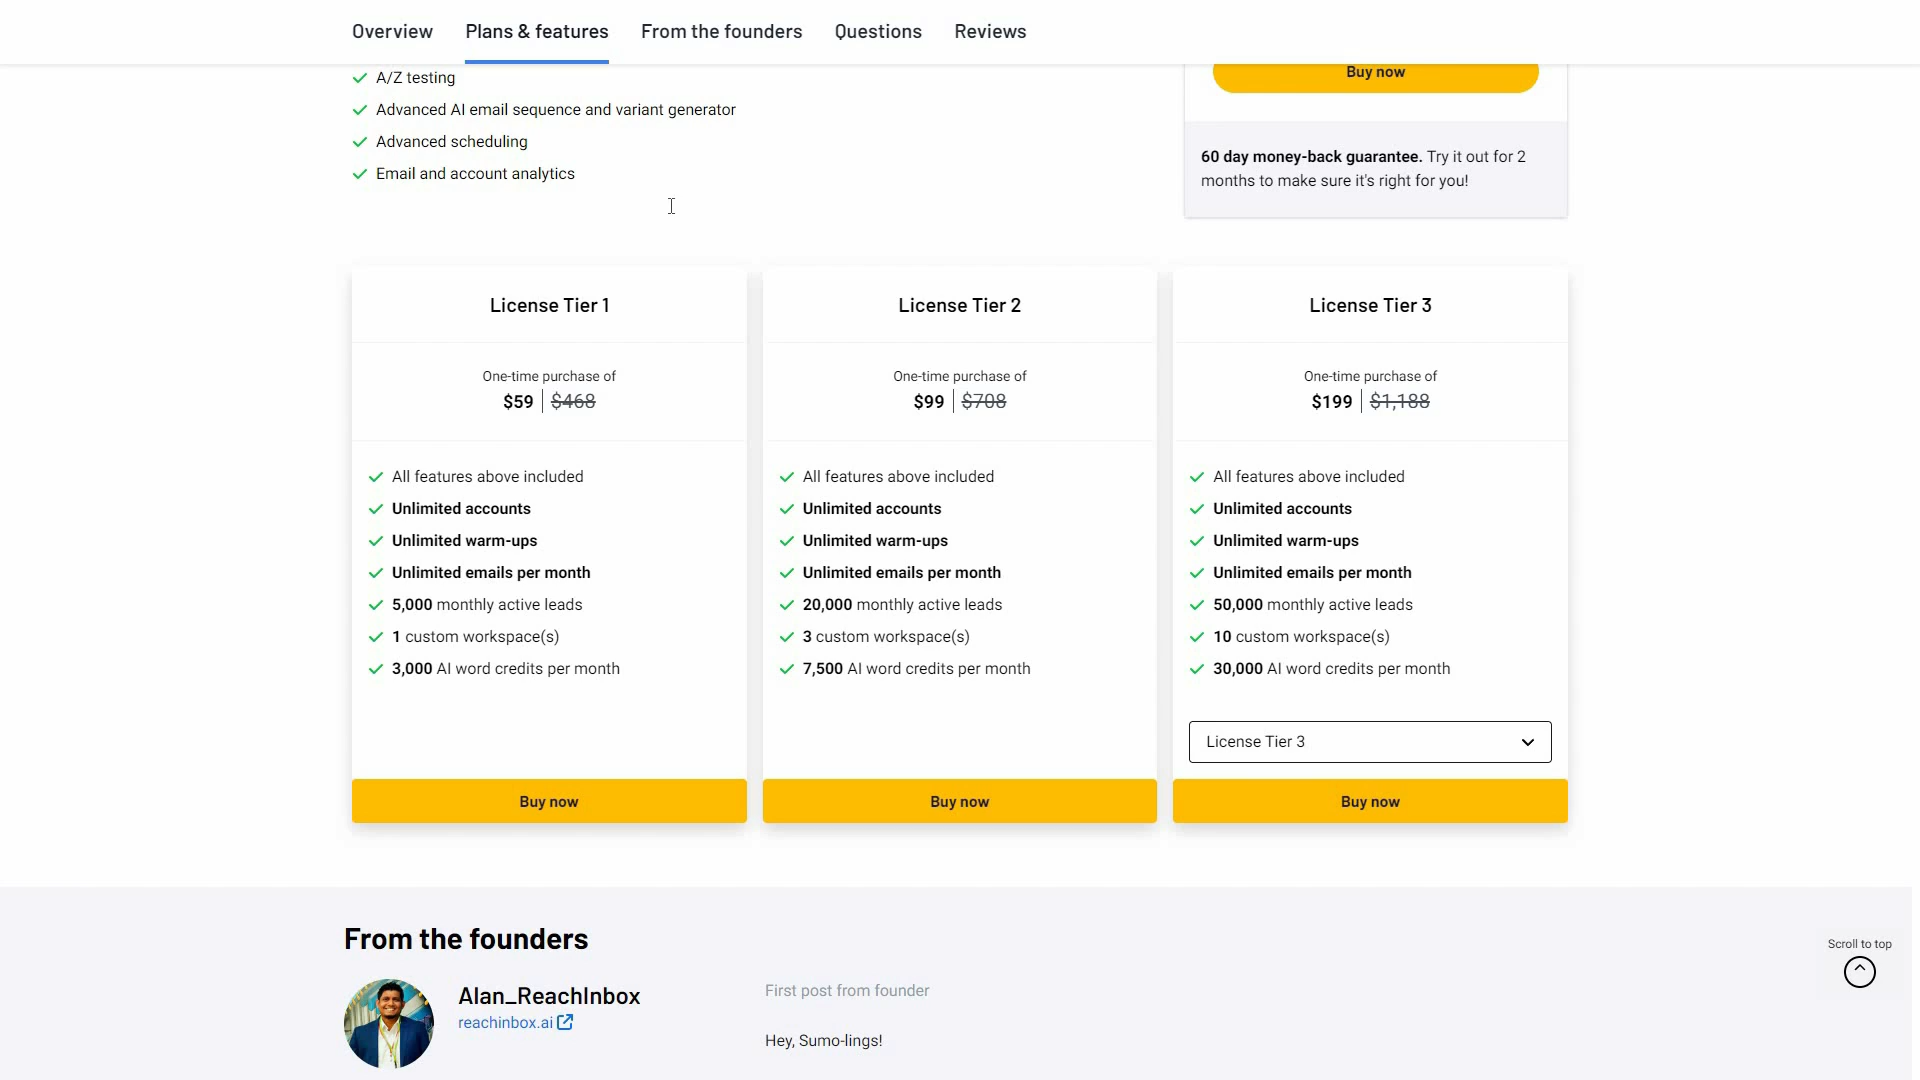 Overview Plans & features From the founders Questions Reviews
A/Z testing
Advanced AI email sequence and variant generator
Advanced scheduling
Email and account analytics
Buy now
60 day money-back guarantee. Try it out for 2
months to make sure it's right for you!
License Tier 1
One-time purchase of
$59 $468
All features above included
Unlimited accounts
Unlimited warm-ups
Unlimited emails per month
5,000 monthly active leads
1 custom workspace(s)
3,000 AI word credits per month
Buy now
License Tier 2
One-time purchase of
$99 $708
All features above included
Unlimited accounts
Unlimited warm-ups
Unlimited emails per month
20,000 monthly active leads
3 custom workspace(s)
7,500 AI word credits per month
Buy now
License Tier 3
One-time purchase of
$199 $1,188
All features above included
Unlimited accounts
Unlimited warm-ups
Unlimited emails per month
50,000 monthly active leads
10 custom workspace(s)
30,000 AI word credits per month
License Tier 3
Buy now
From the founders
Alan_ReachInbox
reachinbox.ai
First post from founder
Hey, Sumo-lings!
Scroll to top